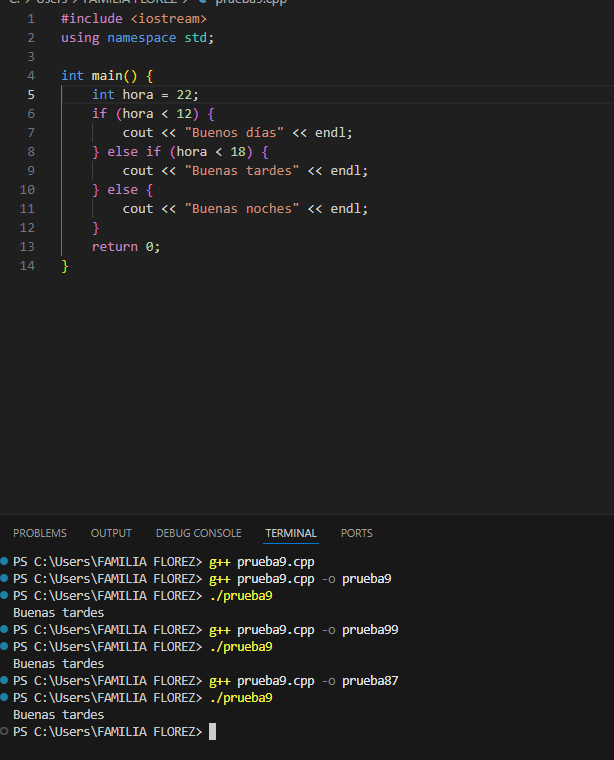 C: > Users > FAMILIA FLOREZ > prueba9.cpp
1 #include <iostream>
2 using namespace std;
3
4 int main() {
5 int hora = 22;
6 if (hora < 12) {
7 cout << "Buenos días" << endl;
8 } else if (hora < 18) {
9 cout << "Buenas tardes" << endl;
10 } else {
11 cout << "Buenas noches" << endl;
12 }
13 return 0;
14 }
PROBLEMS OUTPUT DEBUG CONSOLE TERMINAL PORTS
PS C:\Users\FAMILIA FLOREZ> g++ prueba9.cpp
PS C:\Users\FAMILIA FLOREZ> g++ prueba9.cpp -o prueba9
PS C:\Users\FAMILIA FLOREZ> ./prueba9
Buenas tardes
PS C:\Users\FAMILIA FLOREZ> g++ prueba9.cpp -o prueba99
PS C:\Users\FAMILIA FLOREZ> ./prueba9
Buenas tardes
PS C:\Users\FAMILIA FLOREZ> g++ prueba9.cpp -o prueba87
PS C:\Users\FAMILIA FLOREZ> ./prueba9
Buenas tardes
PS C:\Users\FAMILIA FLOREZ>